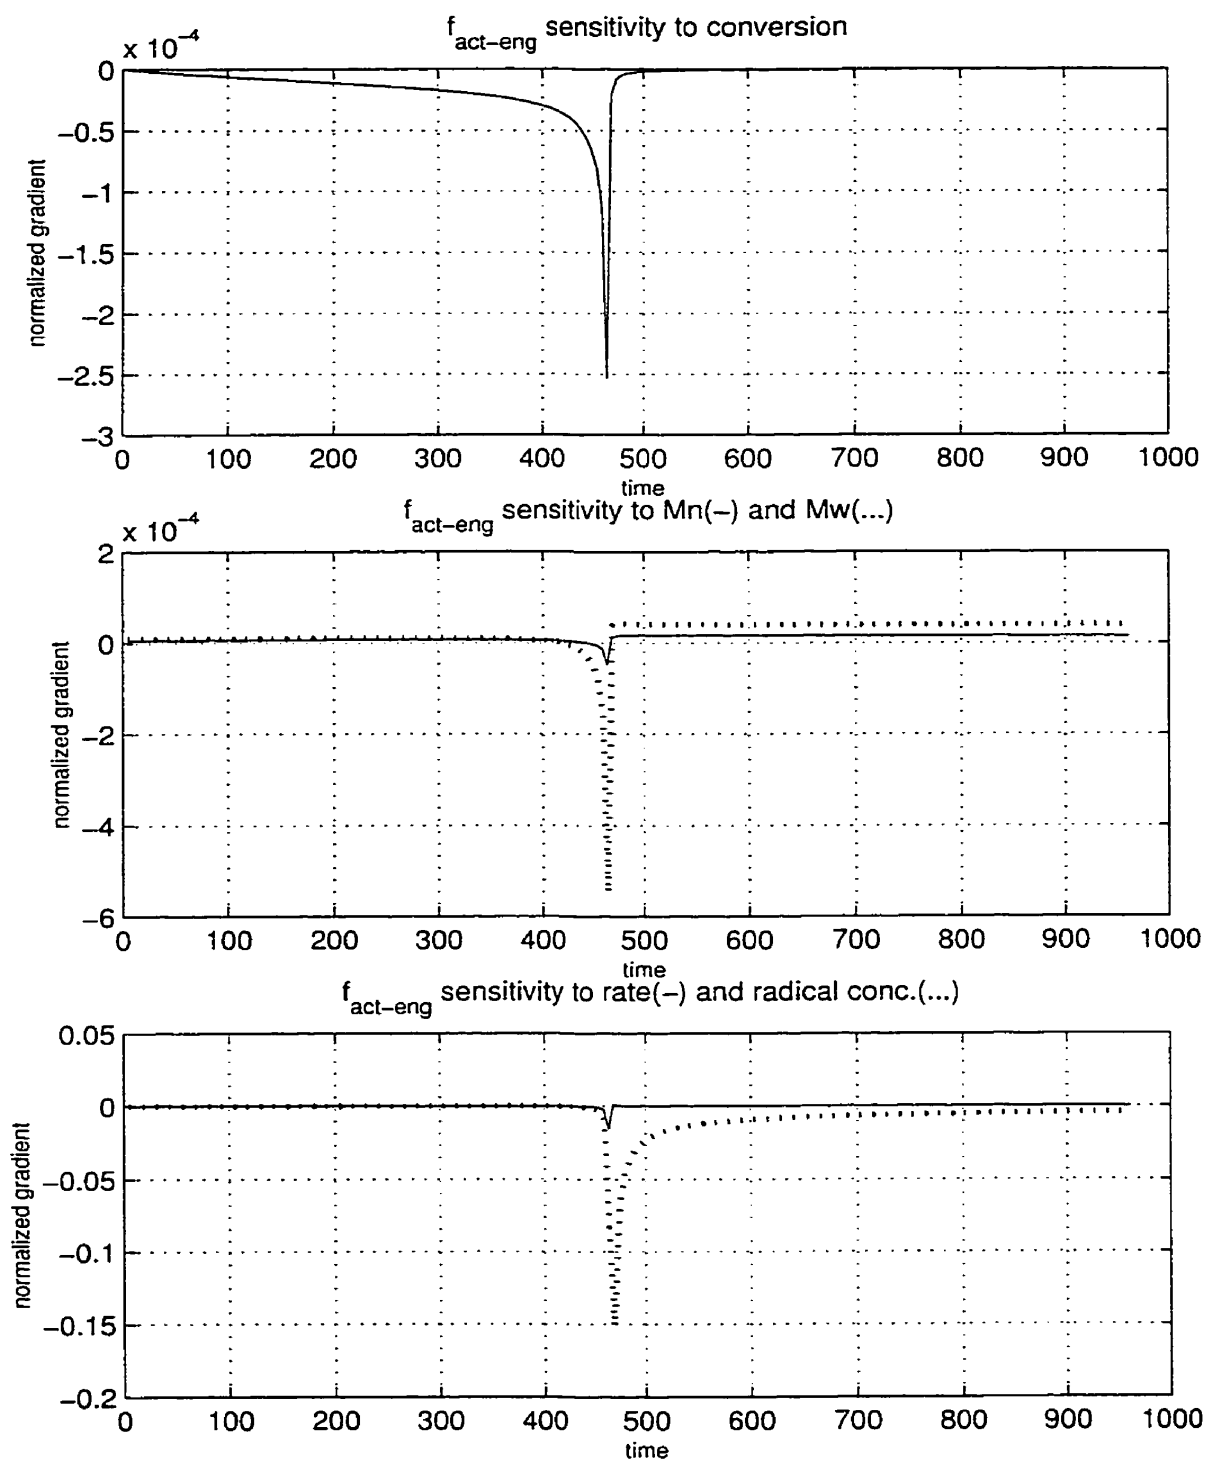 f_act–eng sensitivity to conversion
x 10^−4
0
−0.5
−1
−1.5
−2
−2.5
−3
normalized gradient
0 100 200 300 400 500 600 700 800 900 1000
time
f_act–eng sensitivity to Mn(–) and Mw(...)
x 10^−4
2
0
−2
−4
−6
normalized gradient
0 100 200 300 400 500 600 700 800 900 1000
time
f_act–eng sensitivity to rate(–) and radical conc.(...)
0.05
0
−0.05
−0.1
−0.15
−0.2
normalized gradient
0 100 200 300 400 500 600 700 800 900 1000
time